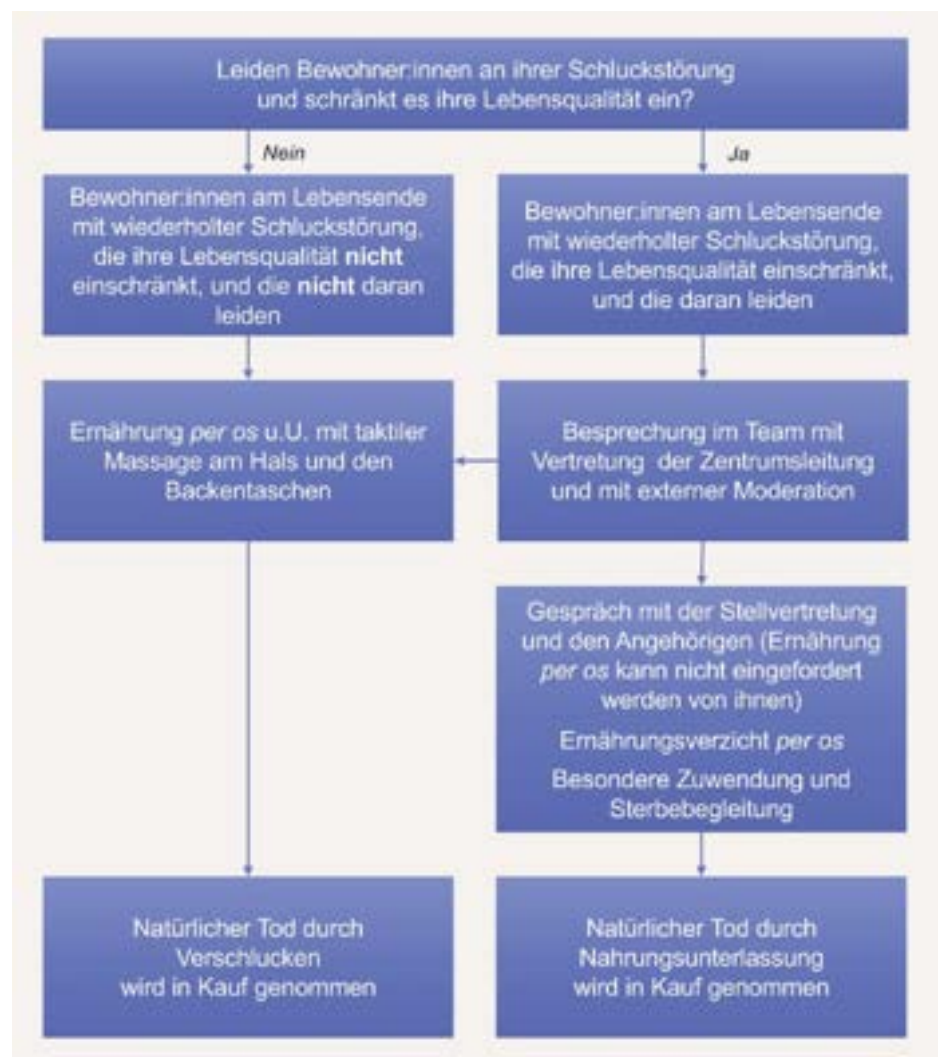 Leiden Bewohner:innen an ihrer Schluckstörung
und schränkt es ihre Lebensqualität ein?
Nein
Ja
Bewohner:innen am Lebensende
mit wiederholter Schluckstörung,
die ihre Lebensqualität nicht
einschränkt, und die nicht daran
leiden
Bewohner:innen am Lebensende
mit wiederholter Schluckstörung,
die ihre Lebensqualität einschränkt,
und die daran leiden
Ernährung per os u.U. mit taktiler
Massage am Hals und den
Backentaschen
Besprechung im Team mit
Vertretung der Zentrumsleitung
und mit externer Moderation
Gespräch mit der Stellvertretung
und den Angehörigen (Ernährung
per os kann nicht eingefordert
werden von ihnen)
Ernährungsverzicht per os
Besondere Zuwendung und
Sterbebegleitung
Natürlicher Tod durch
Verschlucken
wird in Kauf genommen
Natürlicher Tod durch
Nahrungsunterlassung
wird in Kauf genommen